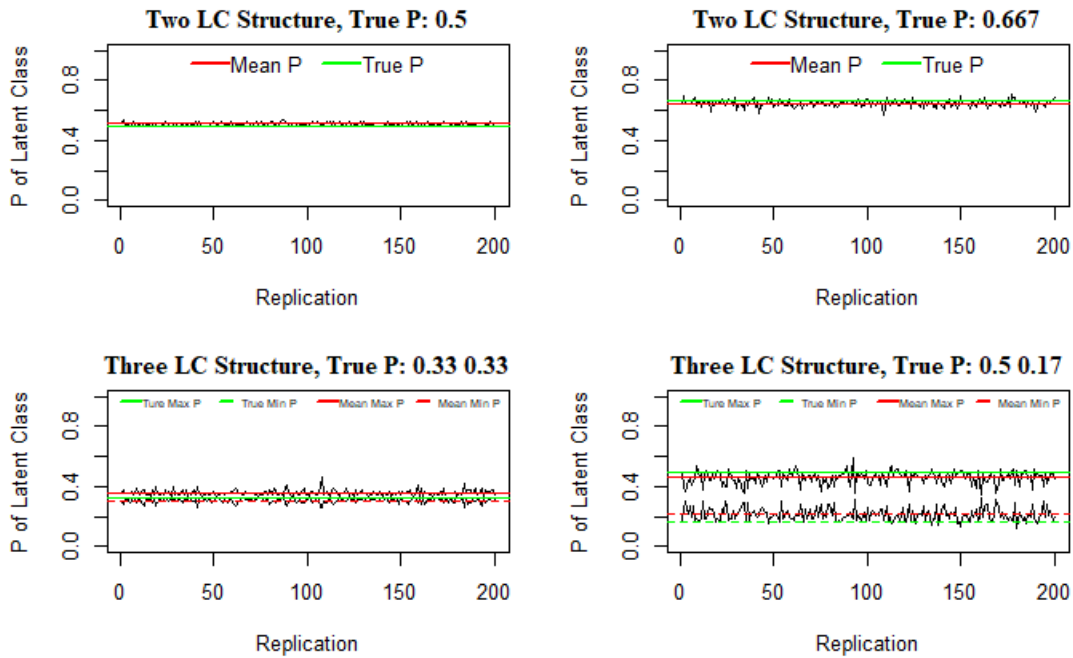 Two LC Structure, True P: 0.5
P of Latent Class
0.0 0.4 0.8
Mean P True P
0 50 100 150 200
Replication
Two LC Structure, True P: 0.667
P of Latent Class
0.0 0.4 0.8
Mean P True P
0 50 100 150 200
Replication
Three LC Structure, True P: 0.33 0.33
P of Latent Class
0.0 0.4 0.8
Ture Max P True Min P Mean Max P Mean Min P
0 50 100 150 200
Replication
Three LC Structure, True P: 0.5 0.17
P of Latent Class
0.0 0.4 0.8
Ture Max P True Min P Mean Max P Mean Min P
0 50 100 150 200
Replication